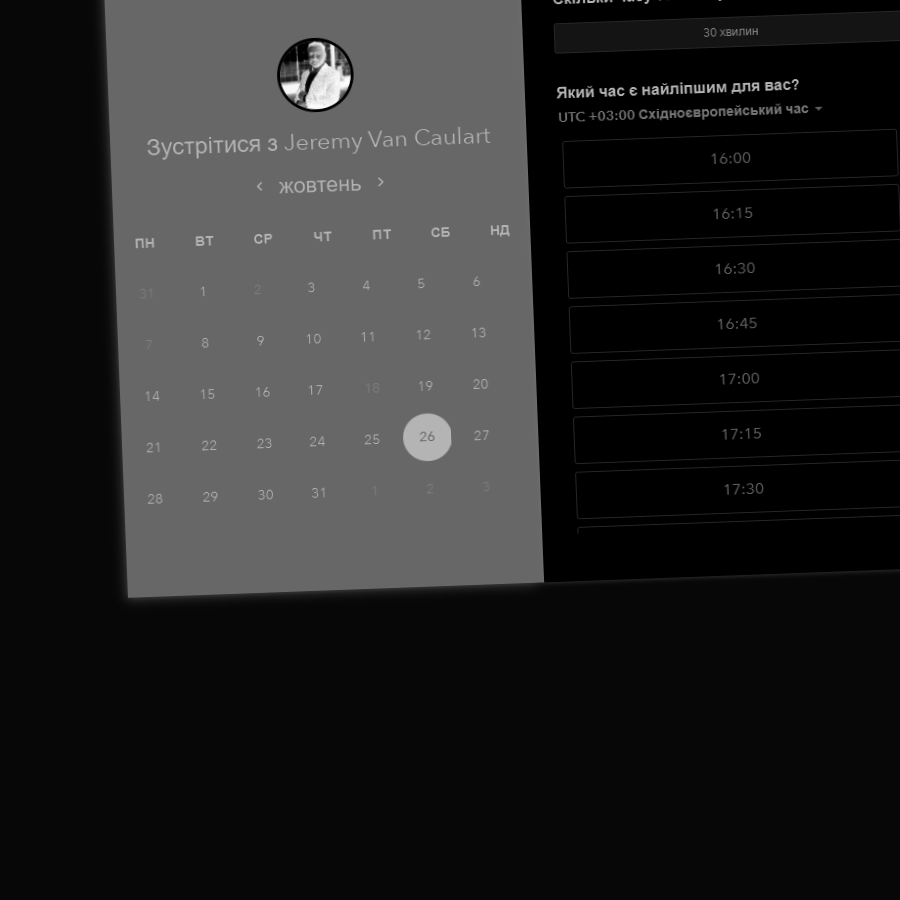 Зустрітися з Jeremy Van Caulart
жовтень
ПН ВТ СР ЧТ ПТ СБ НД
31 1 2 3 4 5 6
7 8 9 10 11 12 13
14 15 16 17 18 19 20
21 22 23 24 25 26 27
28 29 30 31 1 2 3
30 хвилин
Який час є найліпшим для вас?
UTC +03:00 Східноєвропейський час
16:00
16:15
16:30
16:45
17:00
17:15
17:30